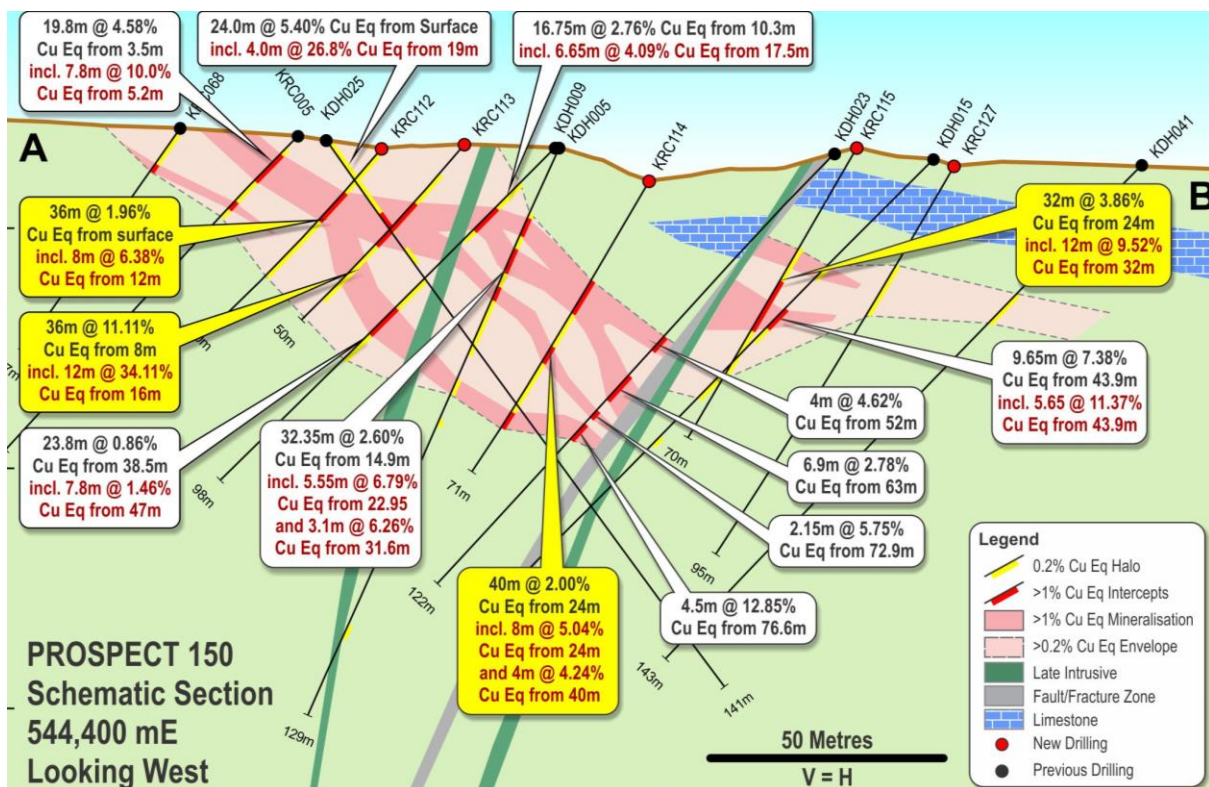 19.8m @ 4.58%
Cu Eq from 3.5m
incl. 7.8m @ 10.0%
Cu Eq from 5.2m
24.0m @ 5.40% Cu Eq from Surface
incl. 4.0m @ 26.8% Cu Eq from 19m
16.75m @ 2.76% Cu Eq from 10.3m
incl. 6.65m @ 4.09% Cu Eq from 17.5m
KRC068
KRC005
KDH025
KRC112
KRC113
KDH009
KDH005
KRC114
KDH023
KRC115
KDH015
KRC127
KDH041
A
B
36m @ 1.96%
Cu Eq from surface
incl. 8m @ 6.38%
Cu Eq from 12m
32m @ 3.86%
Cu Eq from 24m
incl. 12m @ 9.52%
Cu Eq from 32m
36m @ 11.11%
Cu Eq from 8m
incl. 12m @ 34.11%
Cu Eq from 16m
50m
9.65m @ 7.38%
Cu Eq from 43.9m
incl. 5.65 @ 11.37%
Cu Eq from 43.9m
4m @ 4.62%
Cu Eq from 52m
23.8m @ 0.86%
Cu Eq from 38.5m
incl. 7.8m @ 1.46%
Cu Eq from 47m
98m
32.35m @ 2.60%
Cu Eq from 14.9m
incl. 5.55m @ 6.79%
Cu Eq from 22.95
and 3.1m @ 6.26%
Cu Eq from 31.6m
71m
70m
6.9m @ 2.78%
Cu Eq from 63m
2.15m @ 5.75%
Cu Eq from 72.9m
95m
122m
40m @ 2.00%
Cu Eq from 24m
incl. 8m @ 5.04%
Cu Eq from 24m
and 4m @ 4.24%
Cu Eq from 40m
4.5m @ 12.85%
Cu Eq from 76.6m
143m
141m
129m
PROSPECT 150
Schematic Section
544,400 mE
Looking West
50 Metres
V = H
Legend
0.2% Cu Eq Halo
>1% Cu Eq Intercepts
>1% Cu Eq Mineralisation
>0.2% Cu Eq Envelope
Late Intrusive
Fault/Fracture Zone
Limestone
New Drilling
Previous Drilling